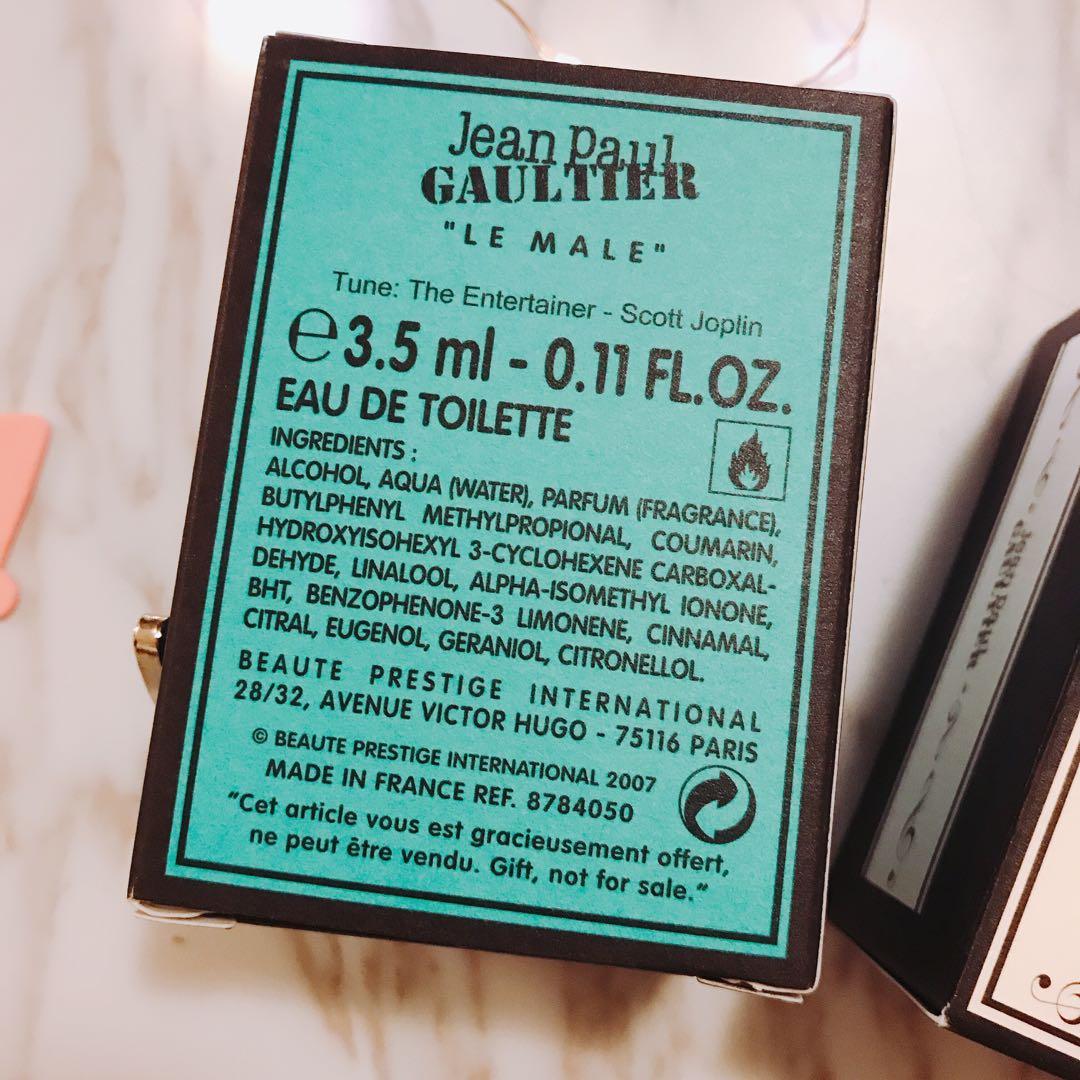 Jean Paul
GAULTIER
"LE MALE"
Tune: The Entertainer - Scott Joplin
℮ 3.5 ml - 0.11 FL.OZ.
EAU DE TOILETTE
INGREDIENTS :
ALCOHOL, AQUA (WATER), PARFUM (FRAGRANCE),
BUTYLPHENYL METHYLPROPIONAL, COUMARIN,
HYDROXYISOHEXYL 3-CYCLOHEXENE CARBOXAL-
DEHYDE, LINALOOL, ALPHA-ISOMETHYL IONONE,
BHT, BENZOPHENONE-3 LIMONENE, CINNAMAL,
CITRAL, EUGENOL, GERANIOL, CITRONELLOL.
BEAUTE PRESTIGE INTERNATIONAL
28/32, AVENUE VICTOR HUGO - 75116 PARIS
© BEAUTE PRESTIGE INTERNATIONAL 2007
MADE IN FRANCE REF. 8784050
"Cet article vous est gracieusement offert,
ne peut être vendu. Gift, not for sale."